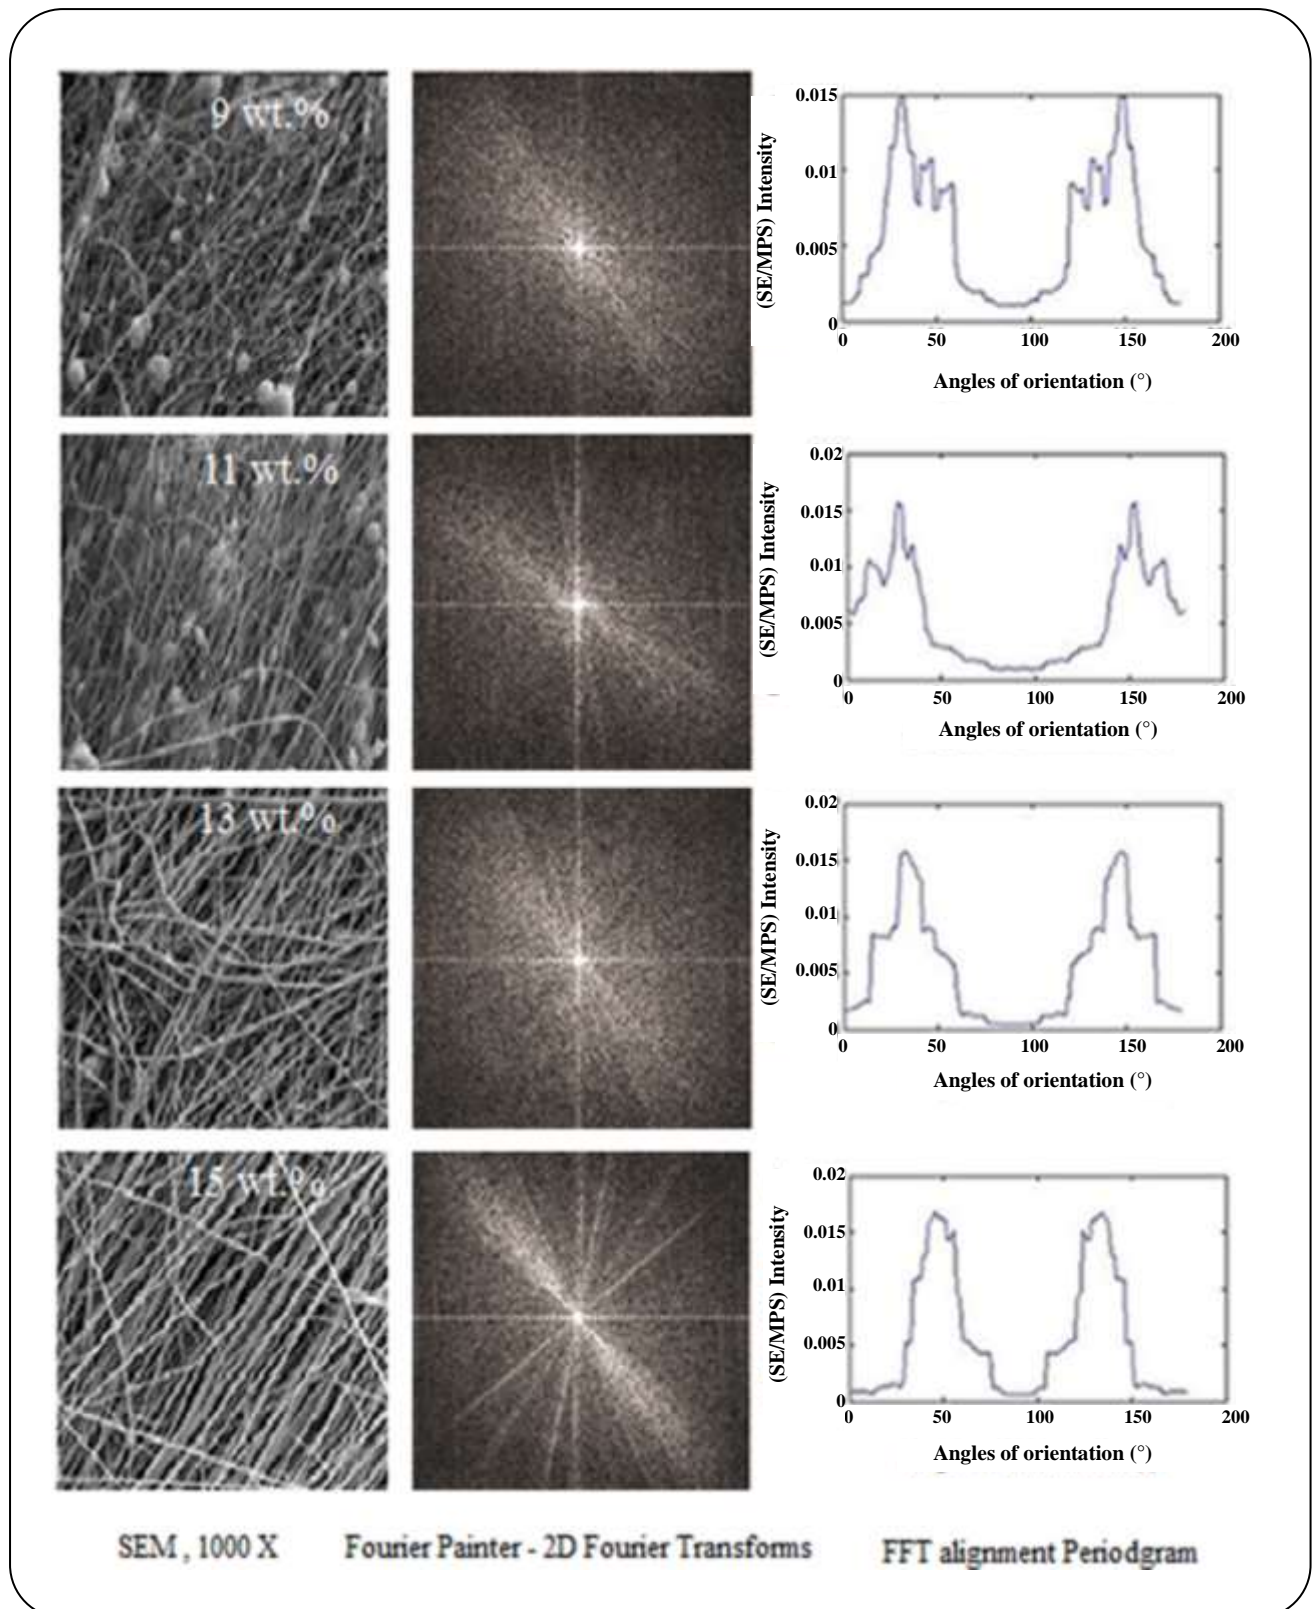 9 wt.%
(SE/MPS) Intensity
0.015
0.01
0.005
0
0 50 100 150 200
Angles of orientation (°)
11 wt.%
(SE/MPS) Intensity
0.02
0.015
0.01
0.005
0
0 50 100 150 200
Angles of orientation (°)
13 wt.%
(SE/MPS) Intensity
0.02
0.015
0.01
0.005
0
0 50 100 150 200
Angles of orientation (°)
15 wt.%
(SE/MPS) Intensity
0.02
0.015
0.01
0.005
0
0 50 100 150 200
Angles of orientation (°)
SEM , 1000 X
Fourier Painter - 2D Fourier Transforms
FFT alignment Periodgram